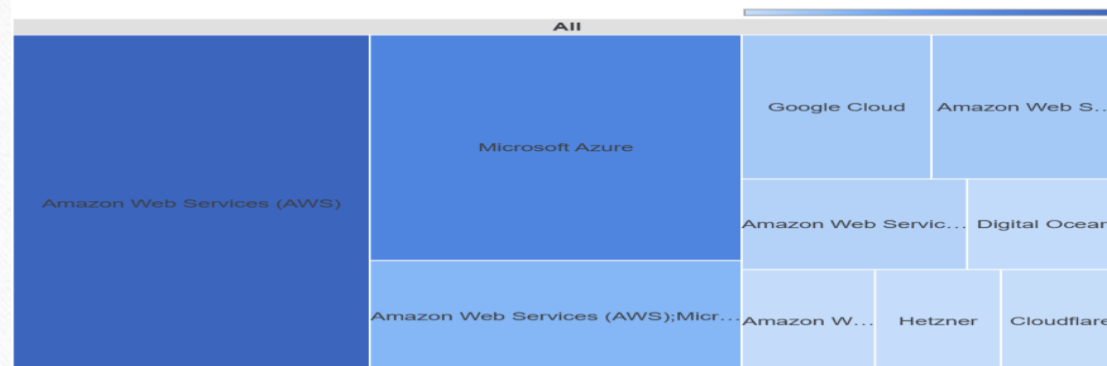 All
Amazon Web Services (AWS)
Microsoft Azure
Amazon Web Services (AWS);Micr...
Google Cloud
Amazon Web S...
Amazon Web Servic...
Digital Ocean
Amazon W...
Hetzner
Cloudflare